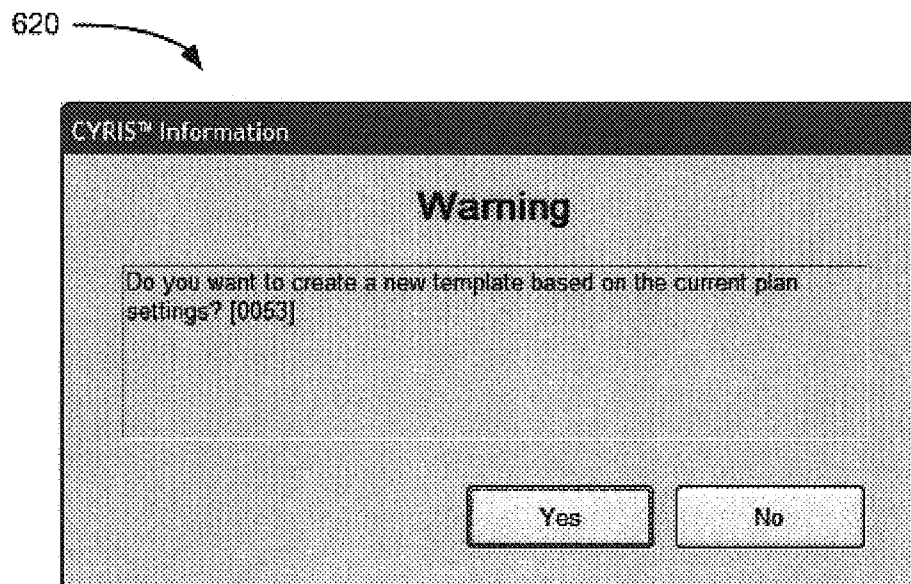 620
CYRIS™ Information
Warning
Do you want to create a new template based on the current plan
settings? [0053]
Yes
No